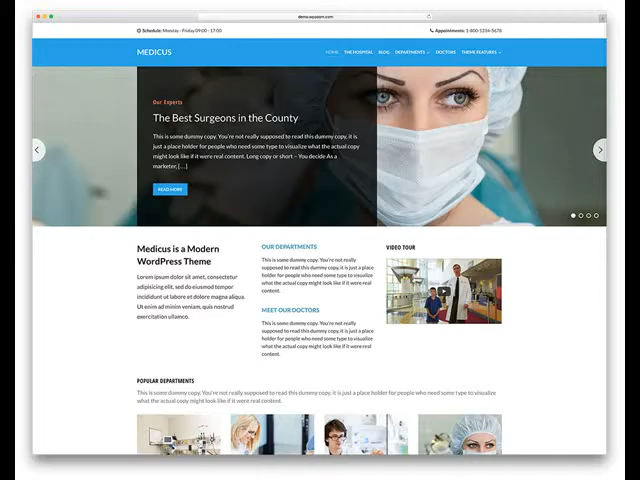 demo.aqypsm.com
Schedule: Monday - Friday 09:00 - 17:00
Appointments: 1-800-1234-5678
MEDICUS
HOME THE HOSPITAL BLOG DEPARTMENTS DOCTORS THEME FEATURES
Our Experts
The Best Surgeons in the County
This is some dummy copy. You're not really supposed to read this dummy copy, it is
just a place holder for people who need some type to visualize what the actual copy
might look like if it were real content. Long copy or short – You decide As a
marketer, [...]
READ MORE
Medicus is a Modern
WordPress Theme
Lorem ipsum dolor sit amet, consectetur
adipisicing elit, sed do eiusmod tempor
incididunt ut labore et dolore magna aliqua.
Ut enim ad minim veniam, quis nostrud
exercitation ullamco.
OUR DEPARTMENTS
This is some dummy copy. You're not really
supposed to read this dummy copy, it is just a place
holder for people who need some type to visualize
what the actual copy might look like if it were real
content.
MEET OUR DOCTORS
This is some dummy copy. You're not really
supposed to read this dummy copy, it is just a place
holder for people who need some type to visualize
what the actual copy might look like if it were real
content.
VIDEO TOUR
POPULAR DEPARTMENTS
This is some dummy copy. You're not really supposed to read this dummy copy, it is just a place holder for people who need some type to visualize
what the actual copy might look like if it were real content.